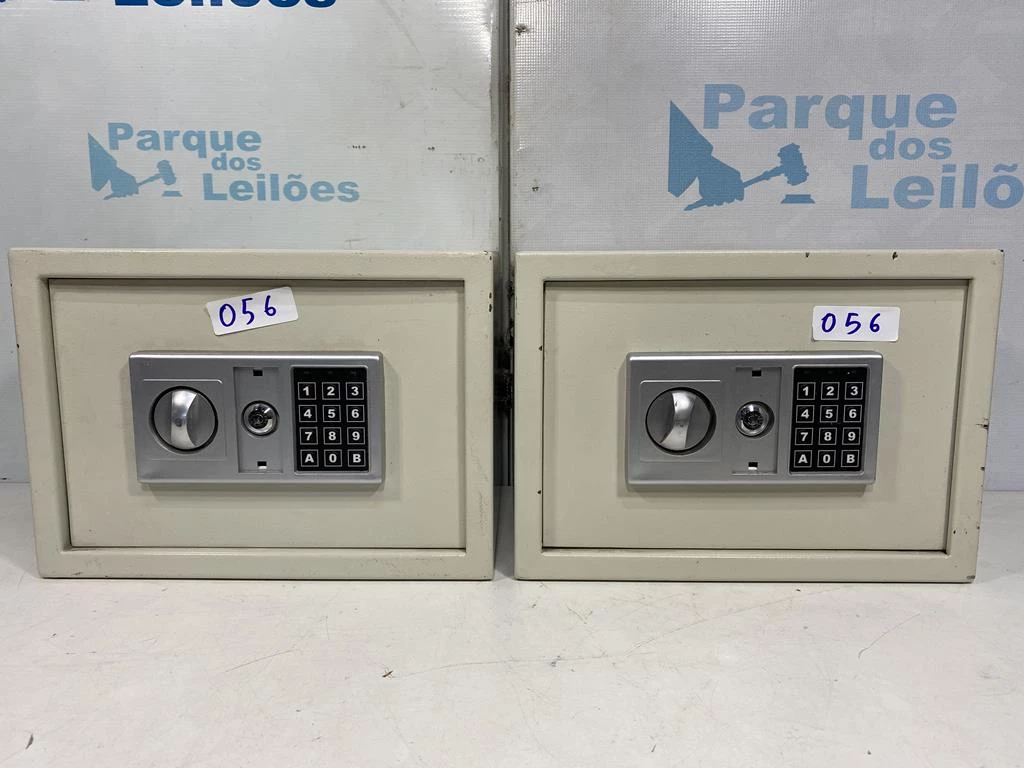 Leilões
Parque
dos
Leilões
Parque
dos
Leilõ
056
1 2 3
4 5 6
7 8 9
A 0 B
056
1 2 3
4 5 6
7 8 9
A 0 B